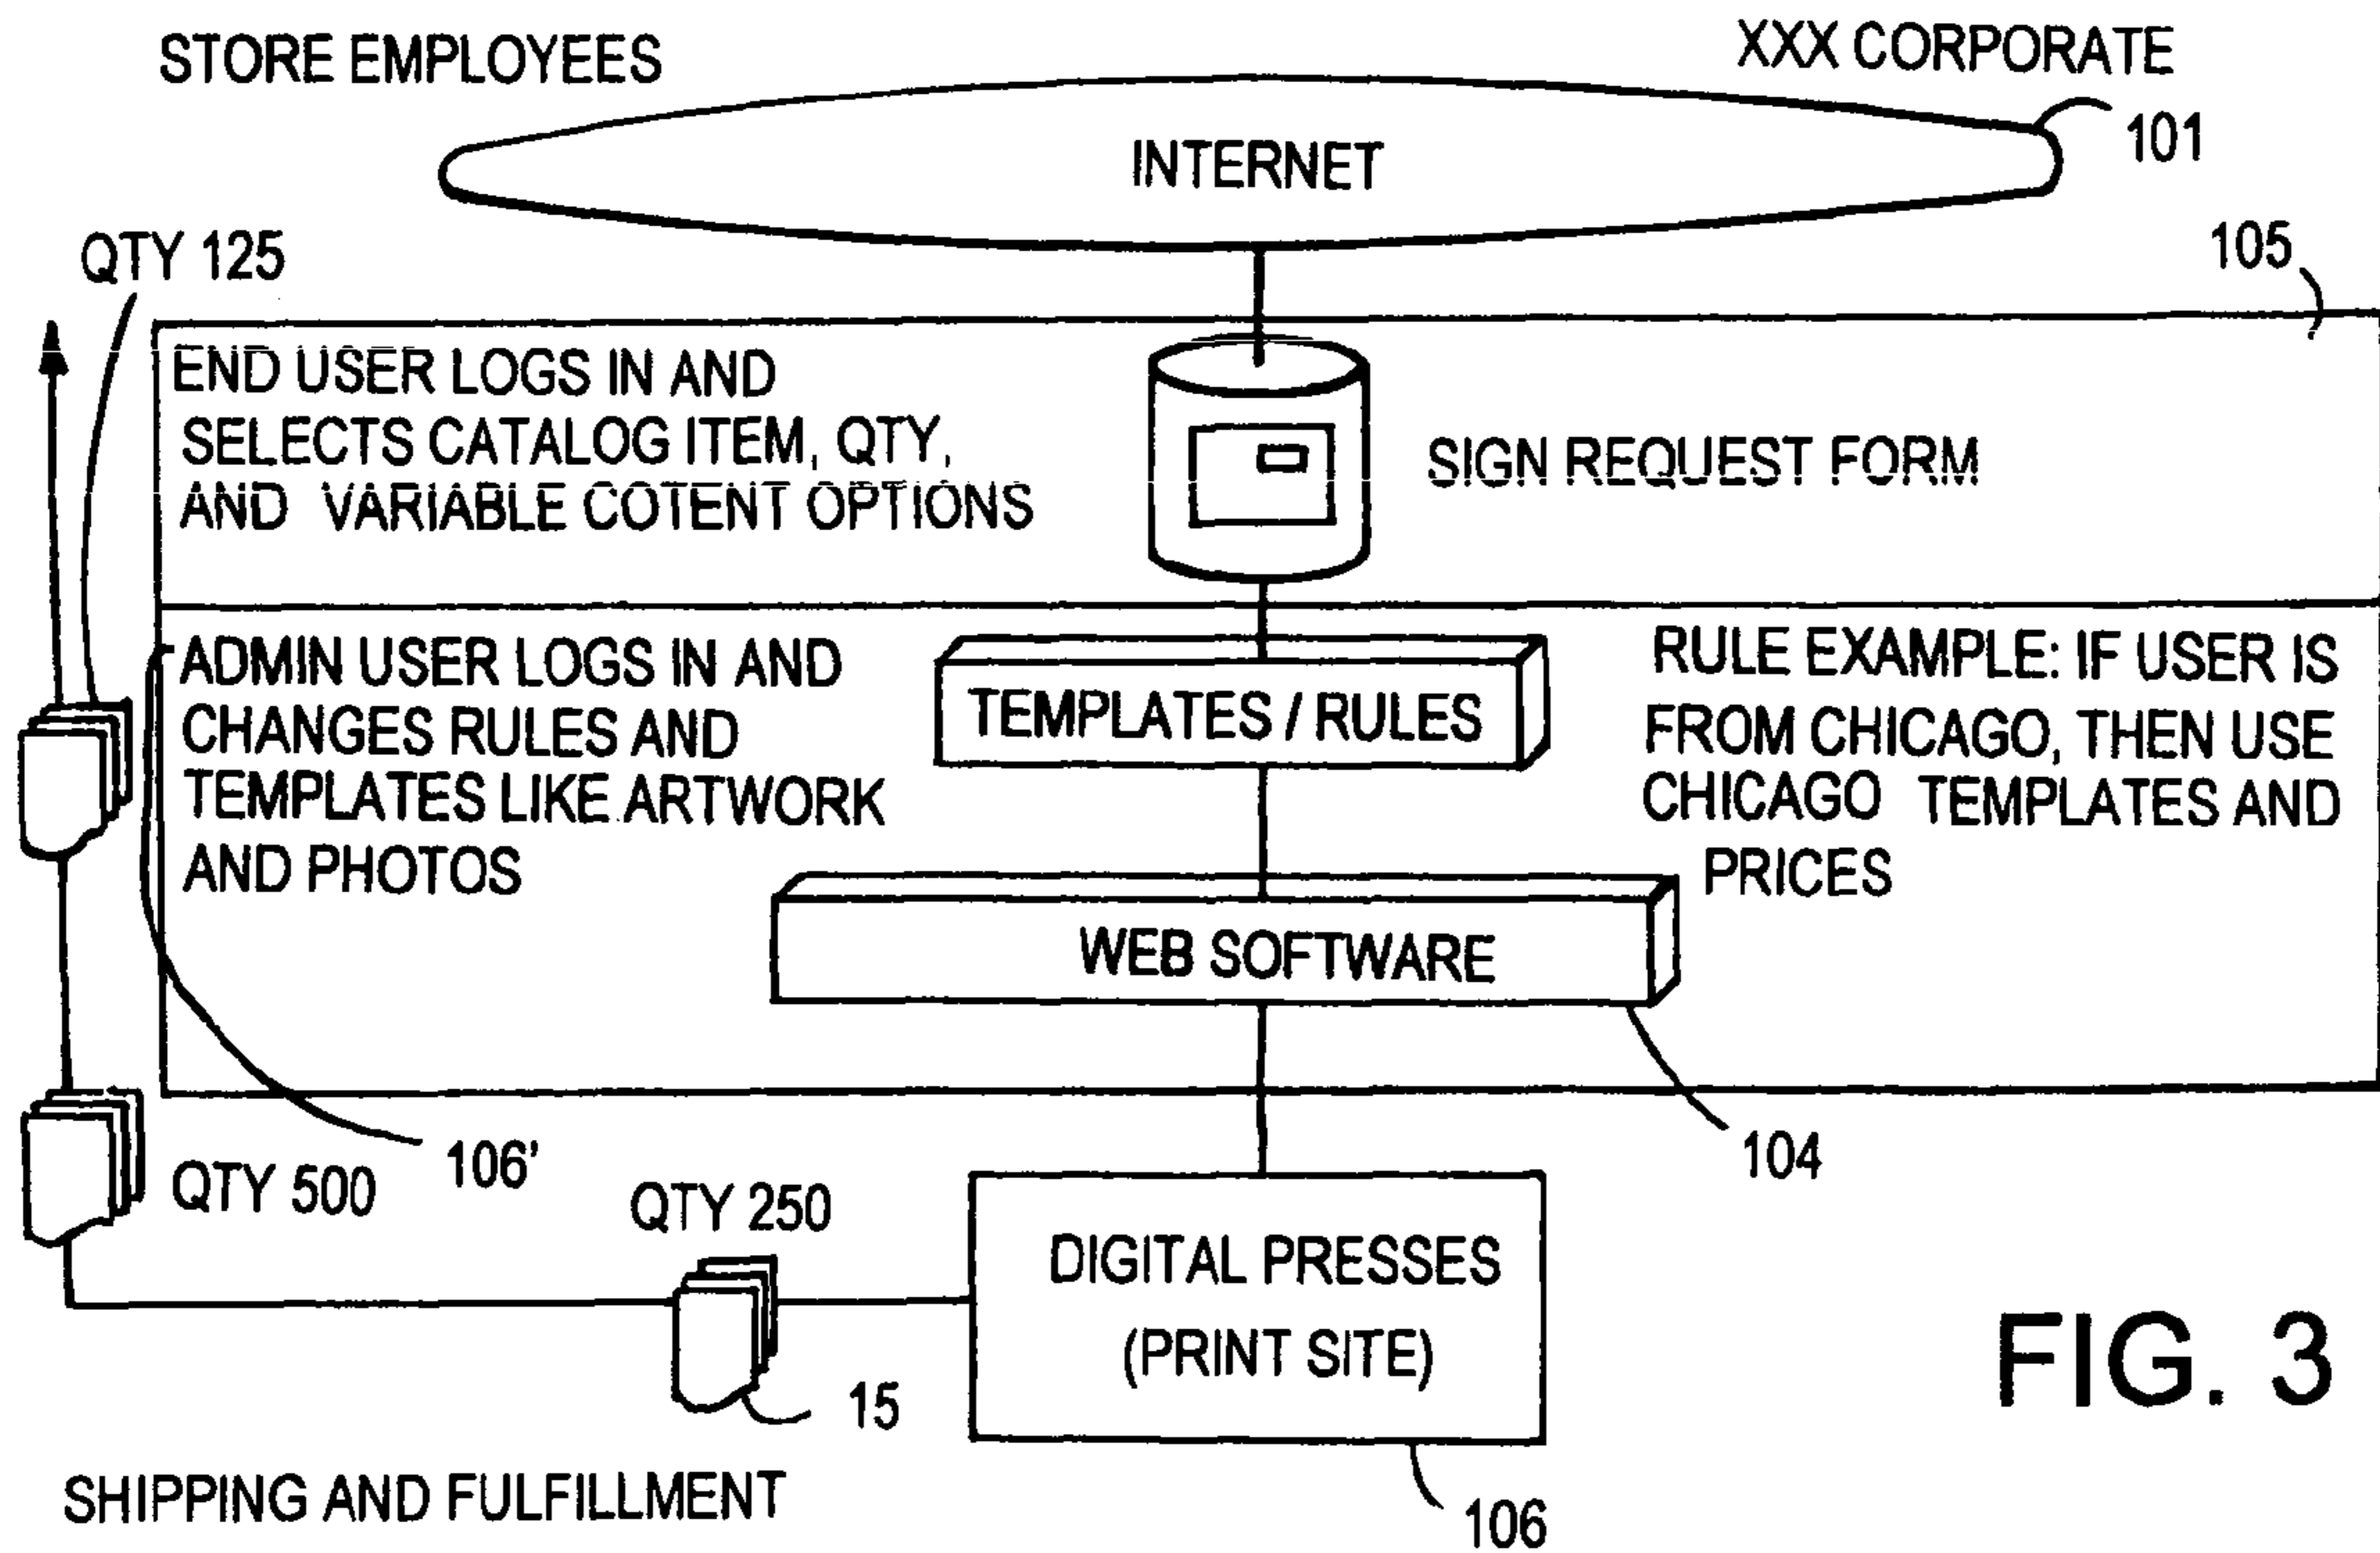 STORE EMPLOYEES
XXX CORPORATE
101
INTERNET
QTY 125
105
END USER LOGS IN AND
SELECTS CATALOG ITEM, QTY,
AND VARIABLE COTENT OPTIONS
SIGN REQUEST FORM
ADMIN USER LOGS IN AND
CHANGES RULES AND
TEMPLATES LIKE ARTWORK
AND PHOTOS
TEMPLATES / RULES
RULE EXAMPLE: IF USER IS
FROM CHICAGO, THEN USE
CHICAGO TEMPLATES AND
PRICES
WEB SOFTWARE
104
106'
QTY 500
QTY 250
DIGITAL PRESSES
(PRINT SITE)
15
FIG. 3
SHIPPING AND FULFILLMENT
106